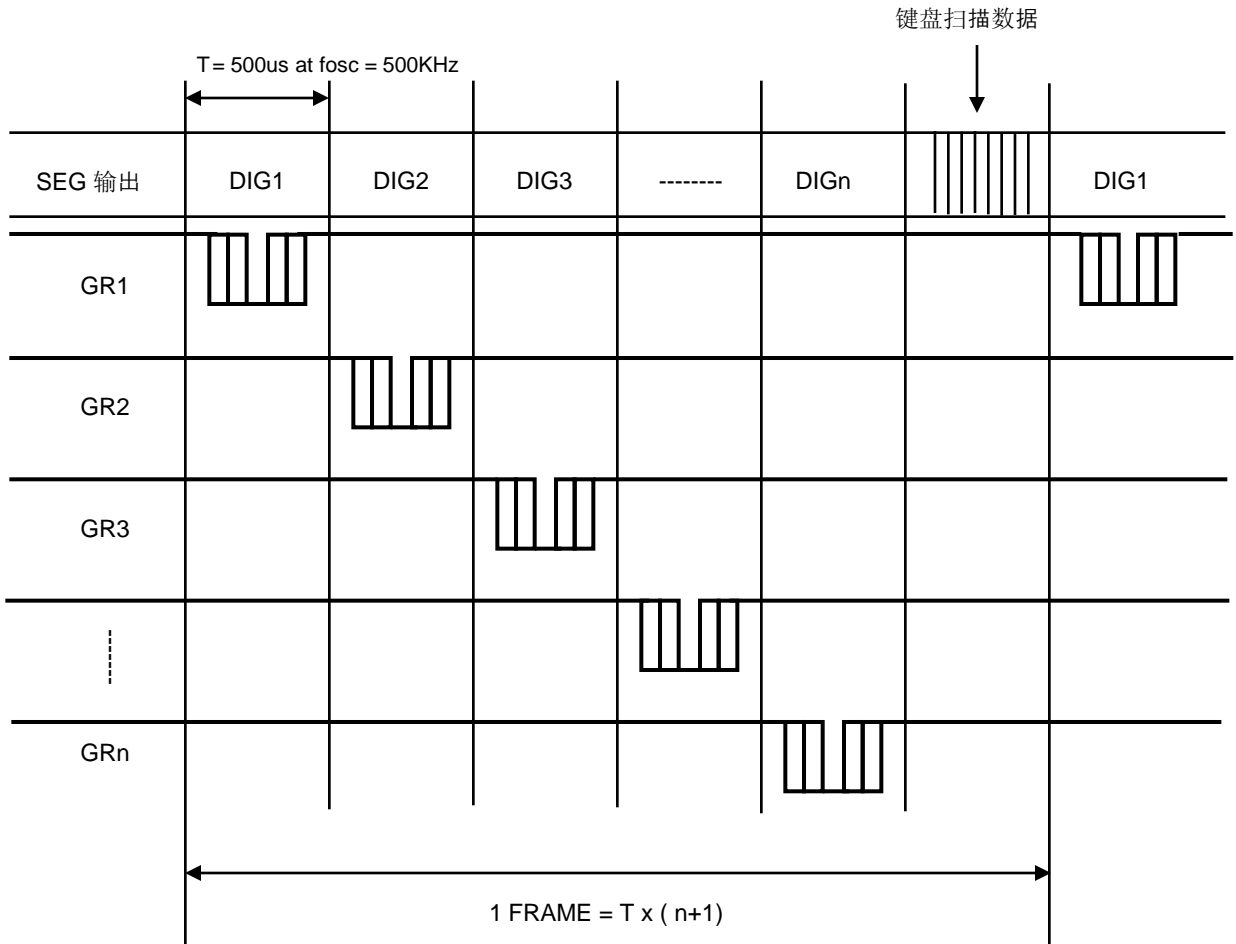 键盘扫描数据
T = 500us at fosc = 500KHz
SEG 输出 DIG1 DIG2 DIG3 -------- DIGn DIG1
GR1
GR2
GR3
GRn
1 FRAME = T x ( n+1)